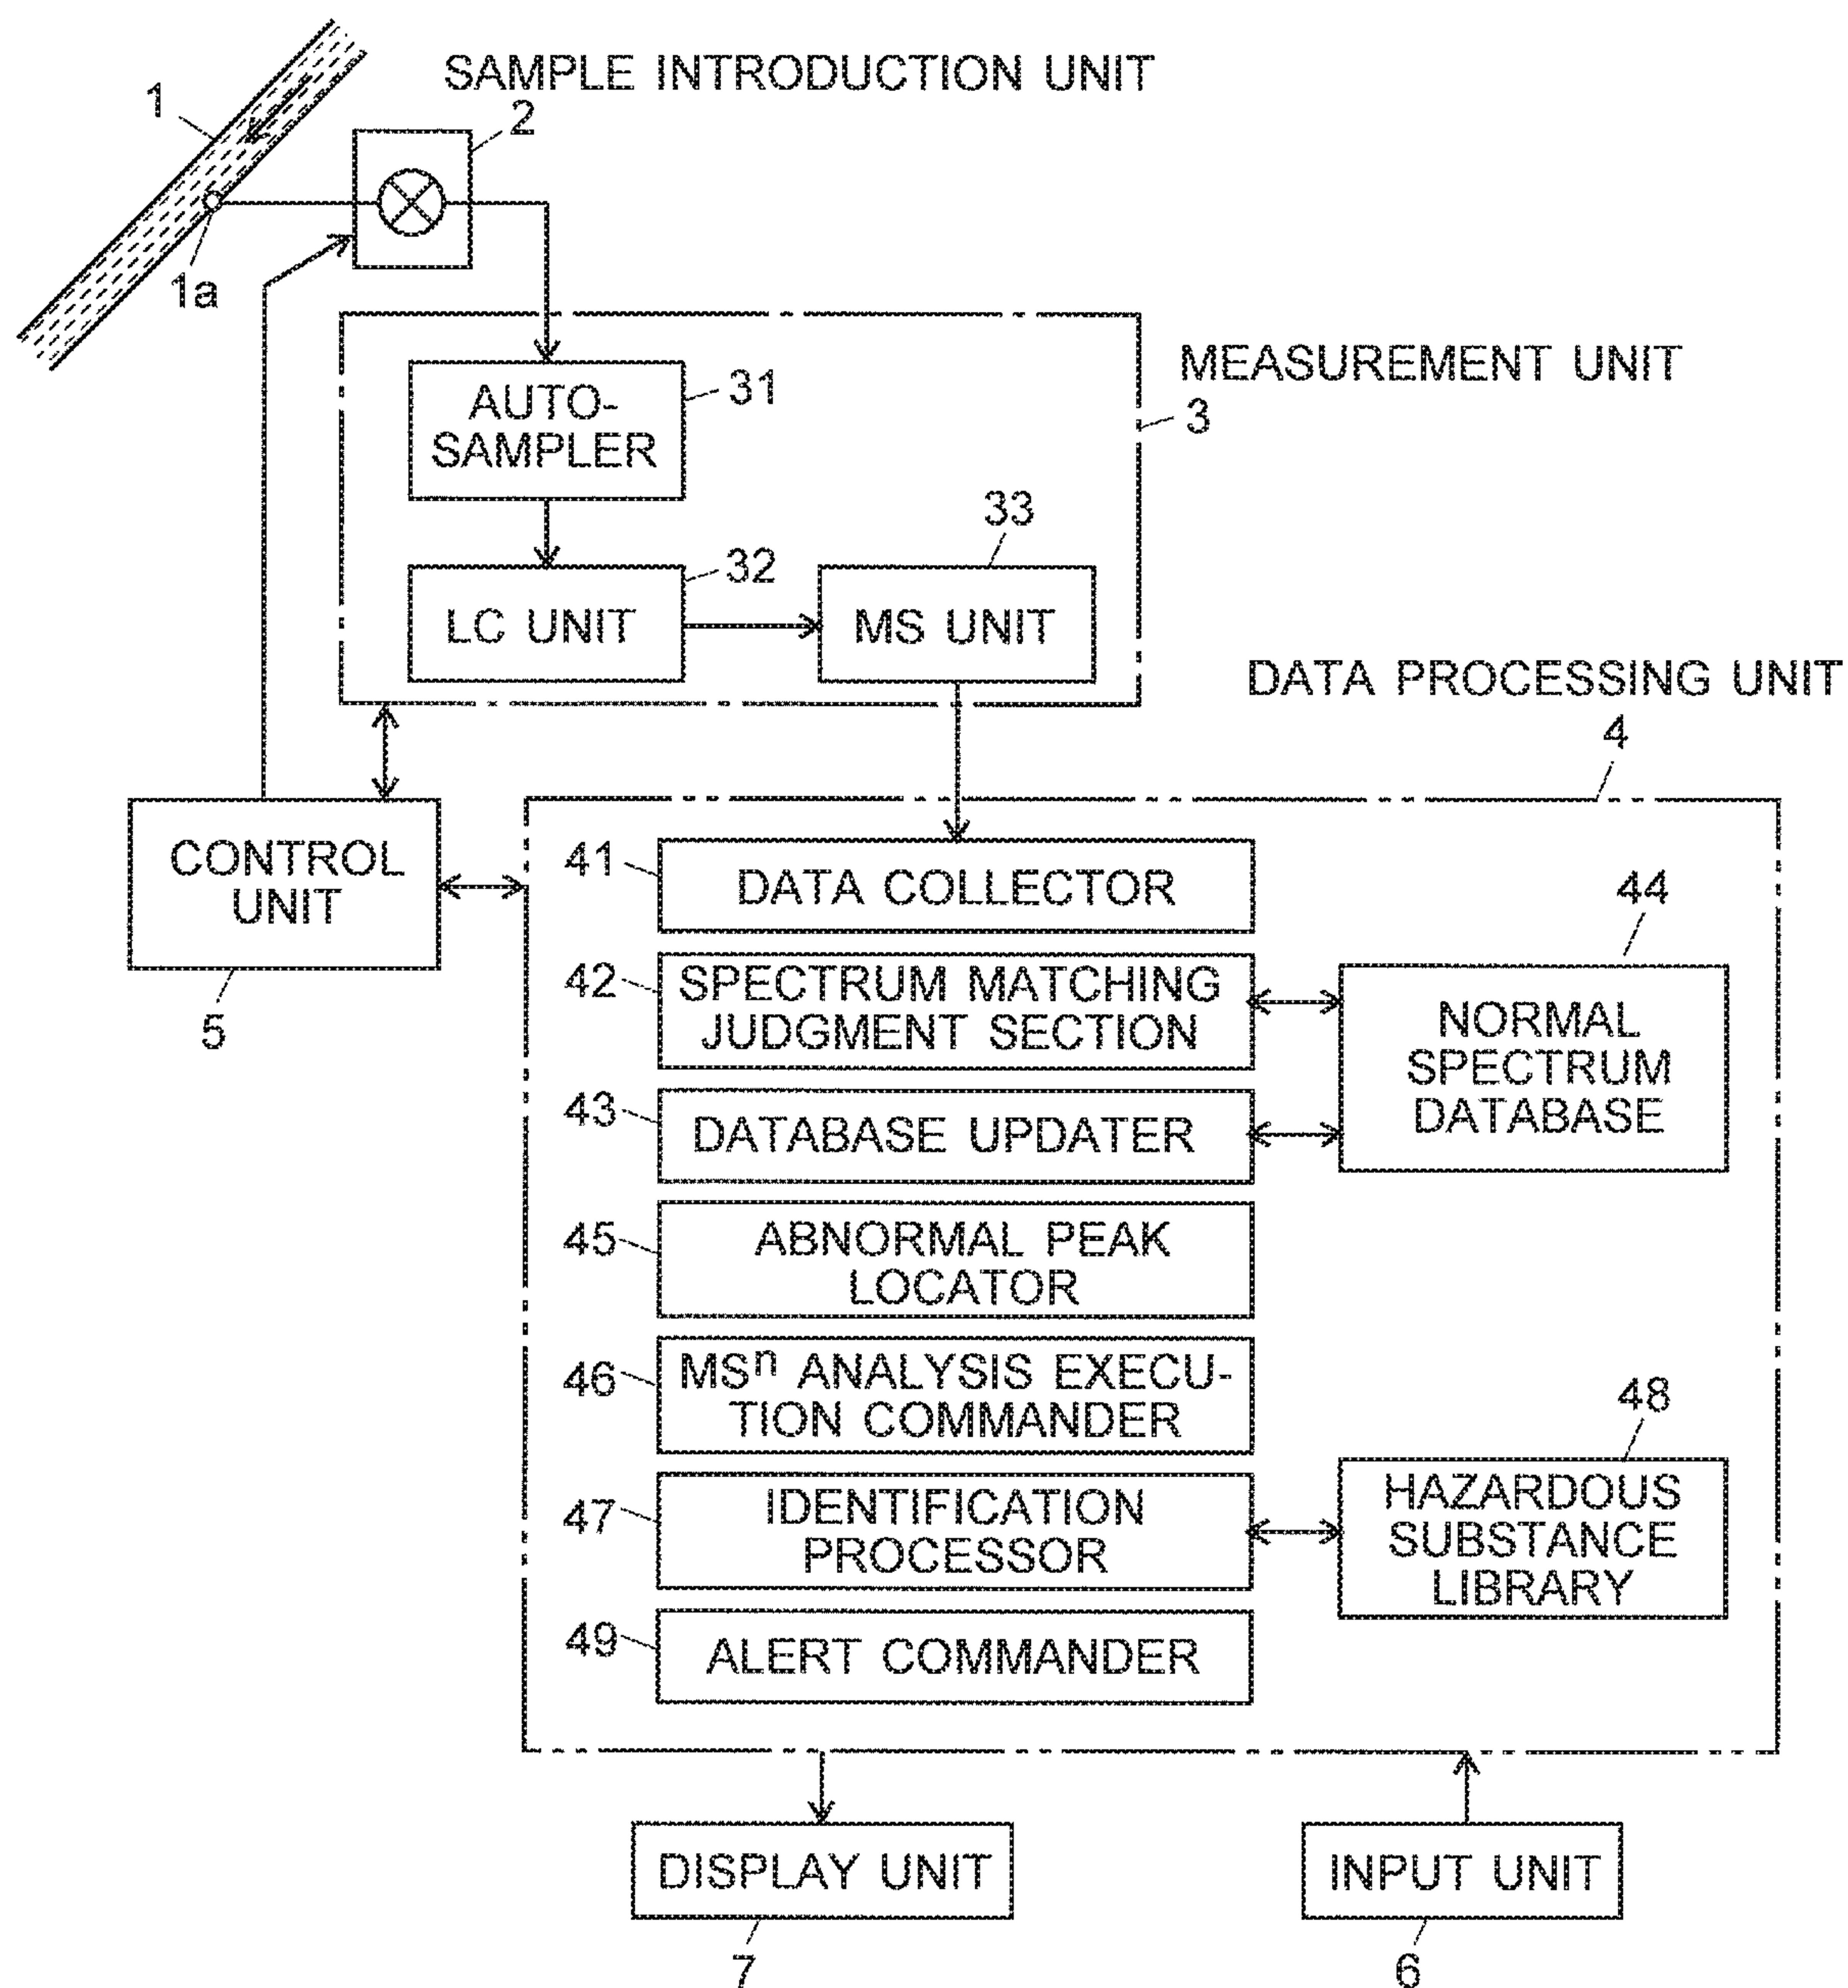 SAMPLE INTRODUCTION UNIT
1
2
1a
MEASUREMENT UNIT
3
31
AUTO-
SAMPLER
33
32
LC UNIT
MS UNIT
DATA PROCESSING UNIT
4
CONTROL
UNIT
5
41
DATA COLLECTOR
44
42
SPECTRUM MATCHING
JUDGMENT SECTION
NORMAL
SPECTRUM
DATABASE
43
DATABASE UPDATER
45
ABNORMAL PEAK
LOCATOR
46
MSⁿ ANALYSIS EXECU-
TION COMMANDER
48
47
IDENTIFICATION
PROCESSOR
HAZARDOUS
SUBSTANCE
LIBRARY
49
ALERT COMMANDER
DISPLAY UNIT
7
INPUT UNIT
6